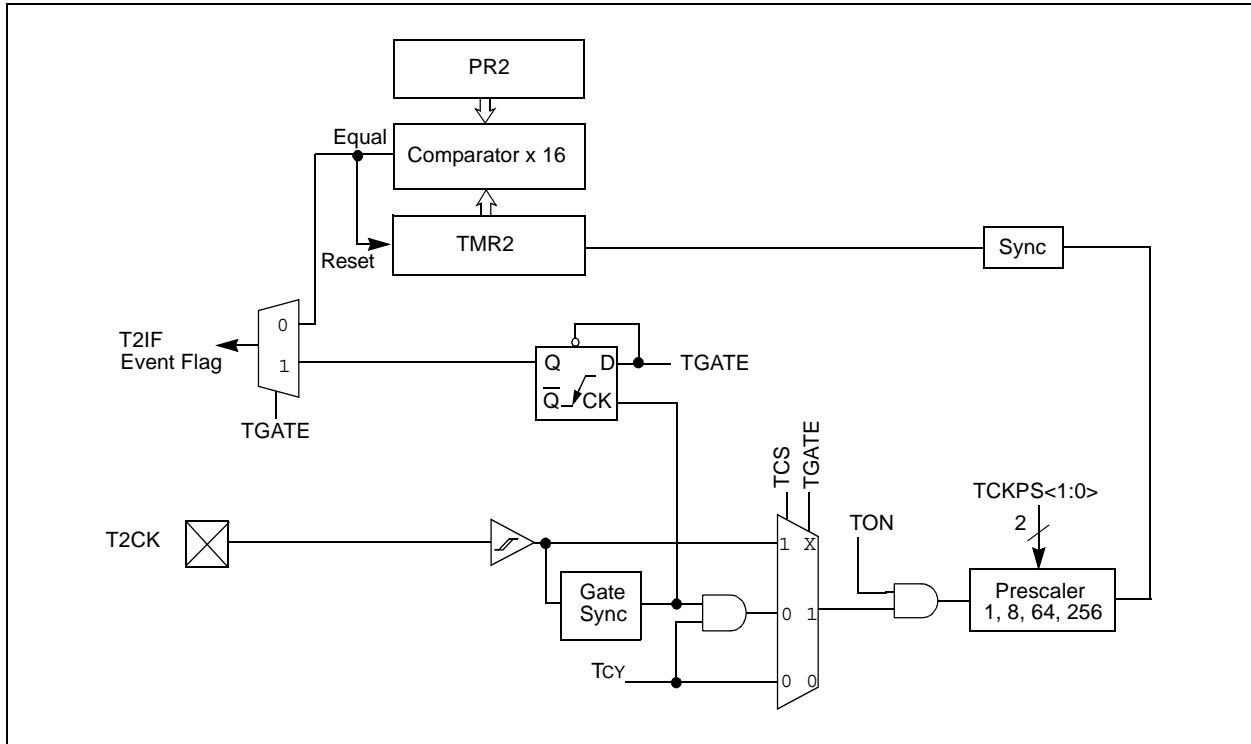 PR2
Equal
Comparator x 16
Reset
TMR2
Sync
T2IF
Event Flag
0
1
TGATE
Q
D
TGATE
Q̅
CK
TCS
TGATE
TCKPS<1:0>
2
TON
T2CK
1 X
Gate
Sync
0 1
Prescaler
1, 8, 64, 256
TCY
0 0